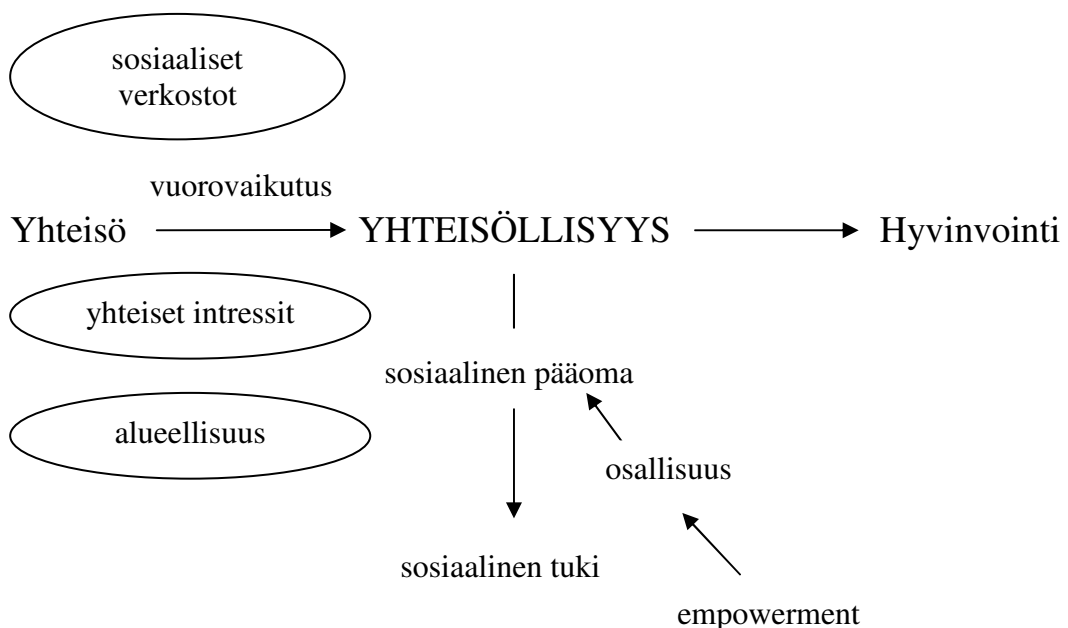 sosiaaliset
verkostot
vuorovaikutus
Yhteisö YHTEISÖLLISYYS Hyvinvointi
yhteiset intressit
sosiaalinen pääoma
alueellisuus
osallisuus
sosiaalinen tuki
empowerment